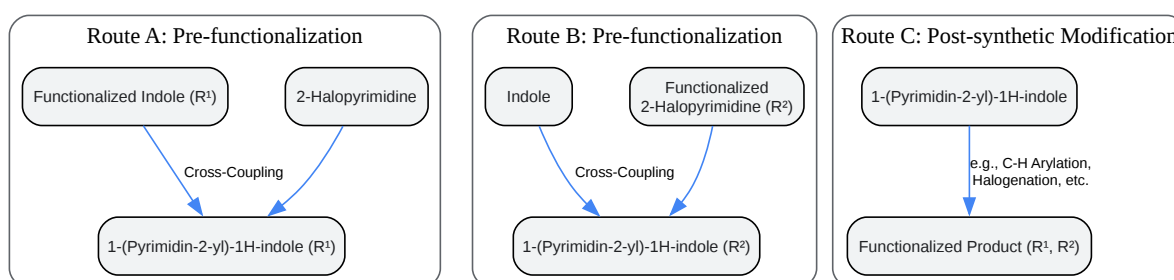 Route A: Pre-functionalization
Functionalized Indole (R¹)
2-Halopyrimidine
Cross-Coupling
1-(Pyrimidin-2-yl)-1H-indole (R¹)
Route B: Pre-functionalization
Indole
Functionalized
2-Halopyrimidine (R²)
Cross-Coupling
1-(Pyrimidin-2-yl)-1H-indole (R²)
Route C: Post-synthetic Modification
1-(Pyrimidin-2-yl)-1H-indole
e.g., C-H Arylation,
Halogenation, etc.
Functionalized Product (R¹, R²)